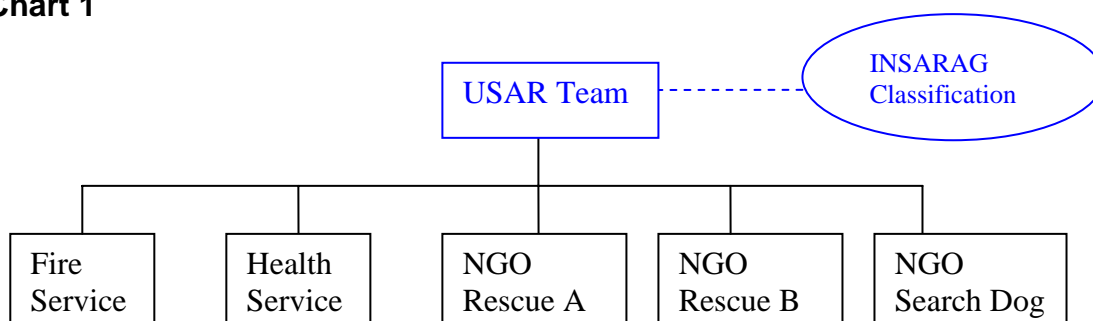 Chart 1
INSARAG
Classification
USAR Team
Fire
Service
Health
Service
NGO
Rescue A
NGO
Rescue B
NGO
Search Dog